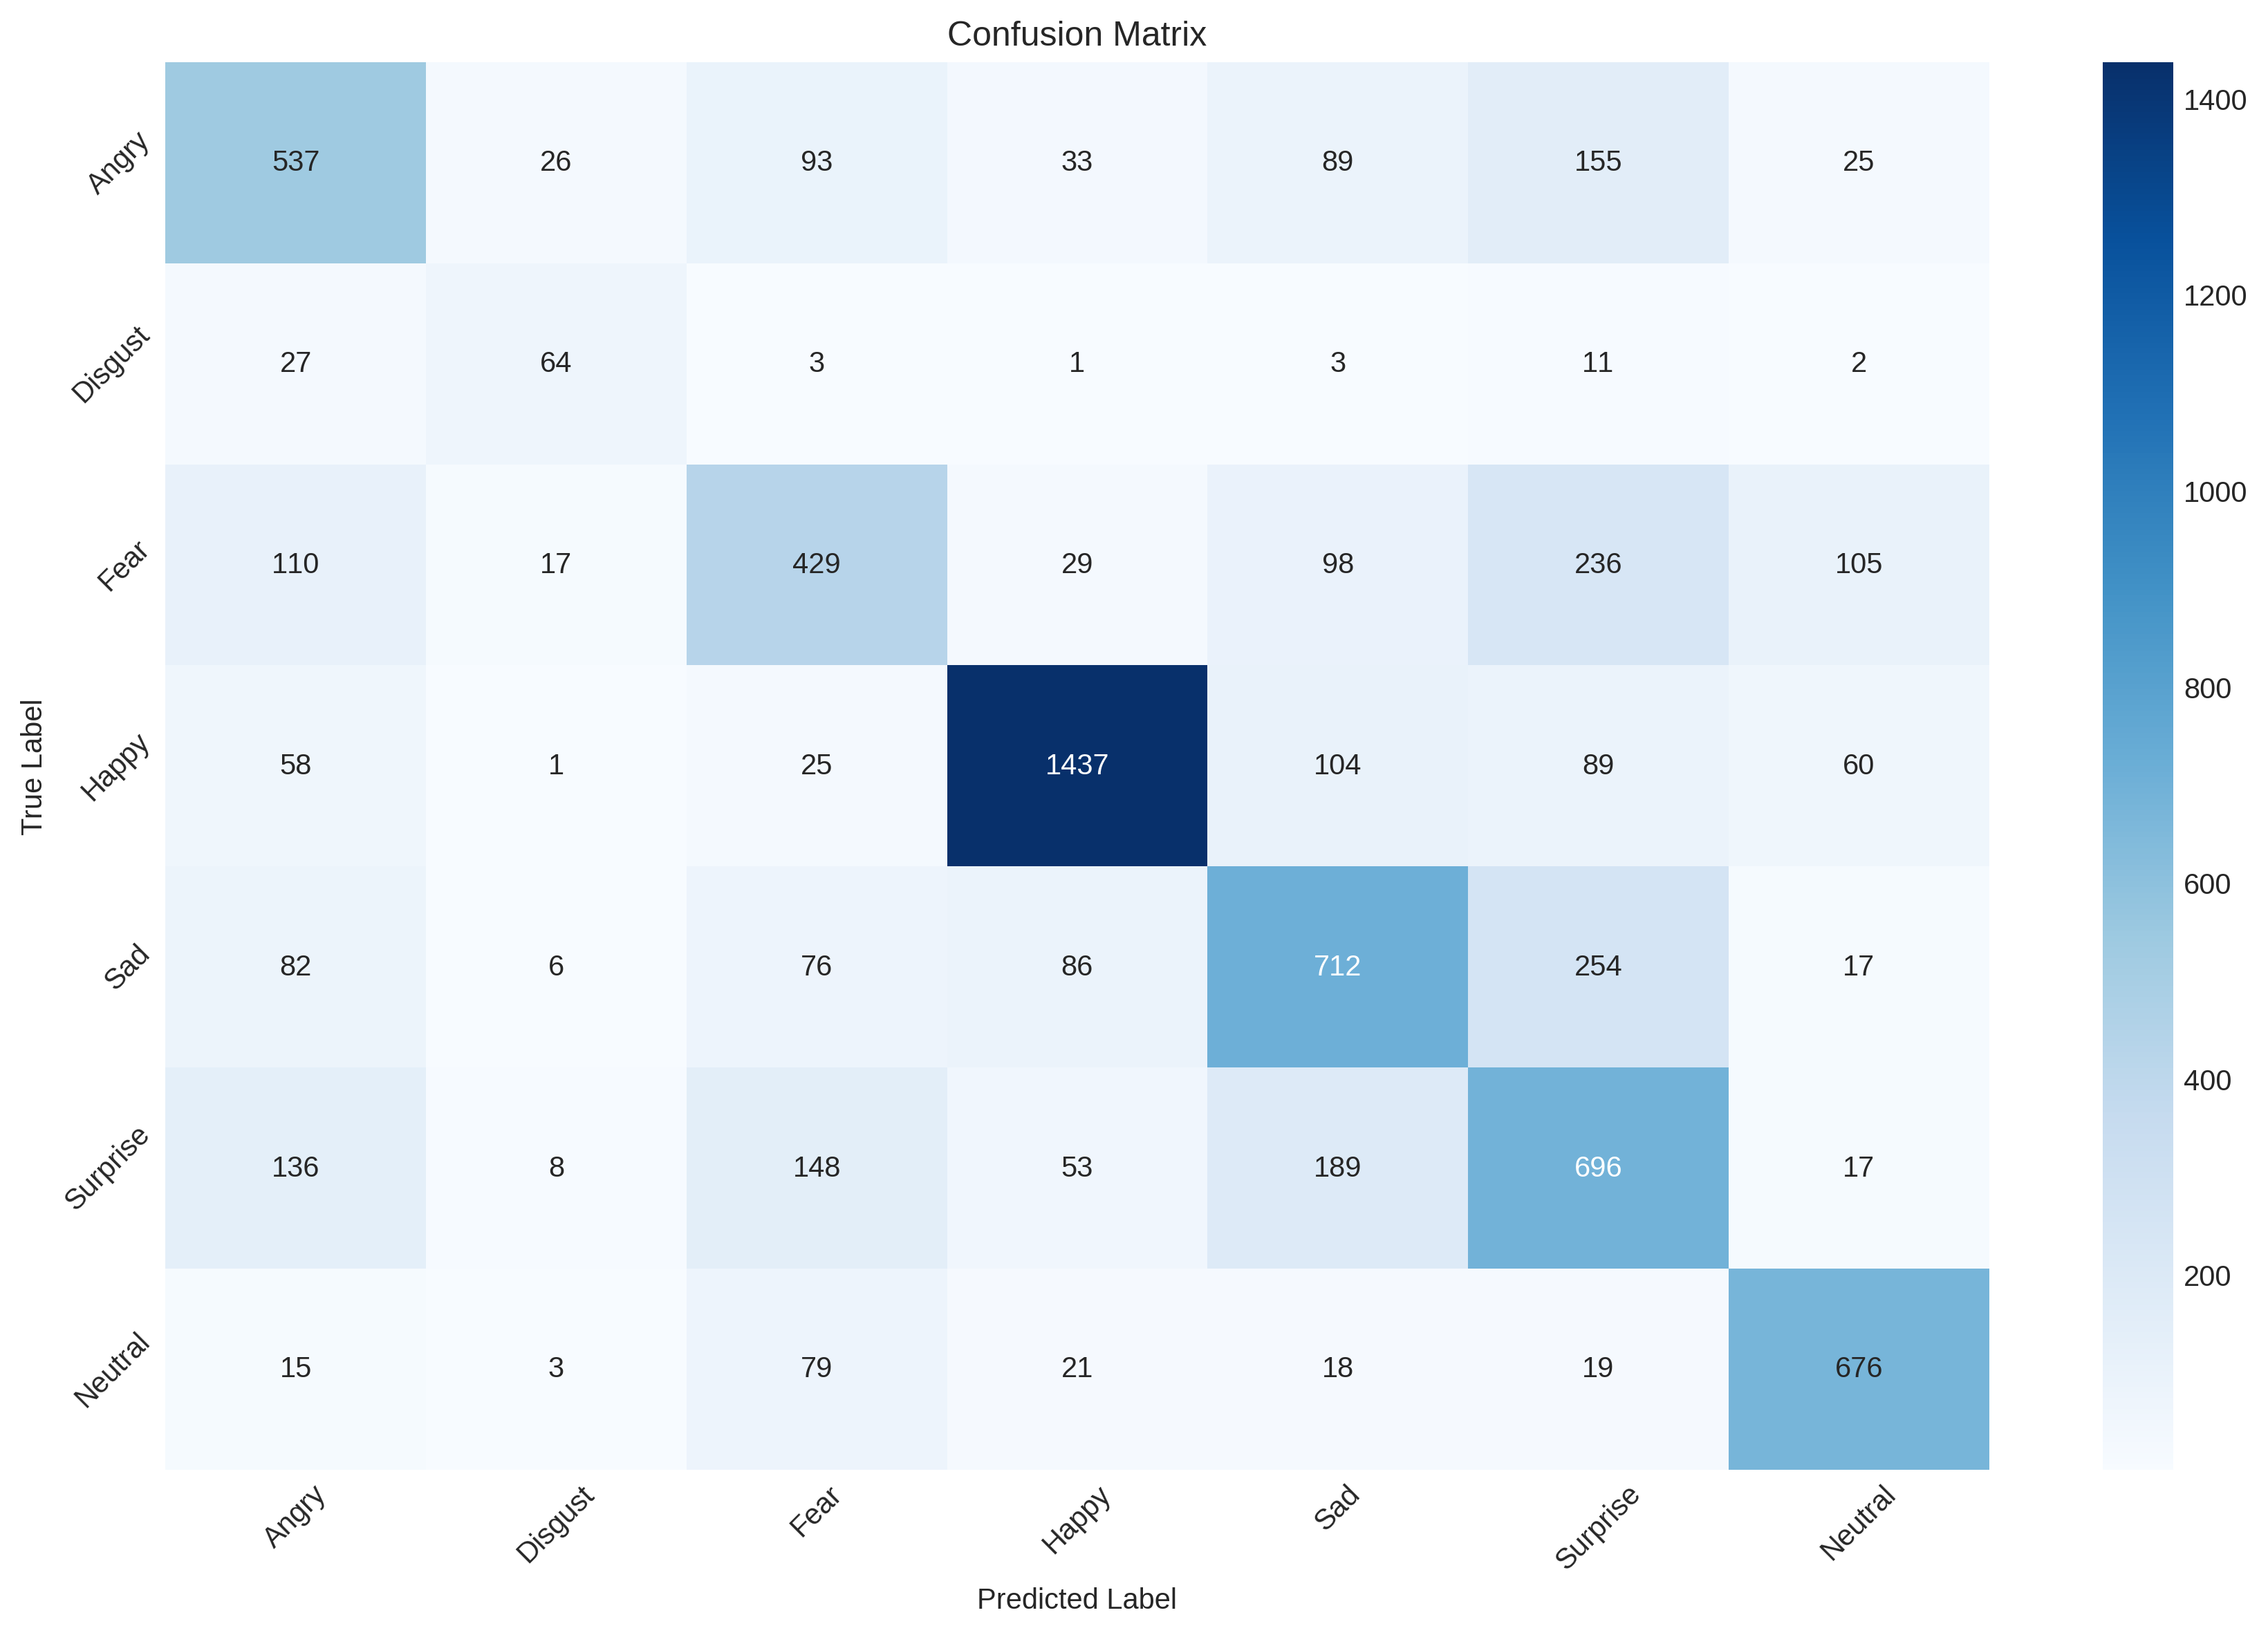 Confusion Matrix
Angry 537 26 93 33 89 155 25
Disgust 27 64 3 1 3 11 2
Fear 110 17 429 29 98 236 105
Happy 58 1 25 1437 104 89 60
Sad 82 6 76 86 712 254 17
Surprise 136 8 148 53 189 696 17
Neutral 15 3 79 21 18 19 676
Angry Disgust Fear Happy Sad Surprise Neutral
Predicted Label
True Label
1400
1200
1000
800
600
400
200